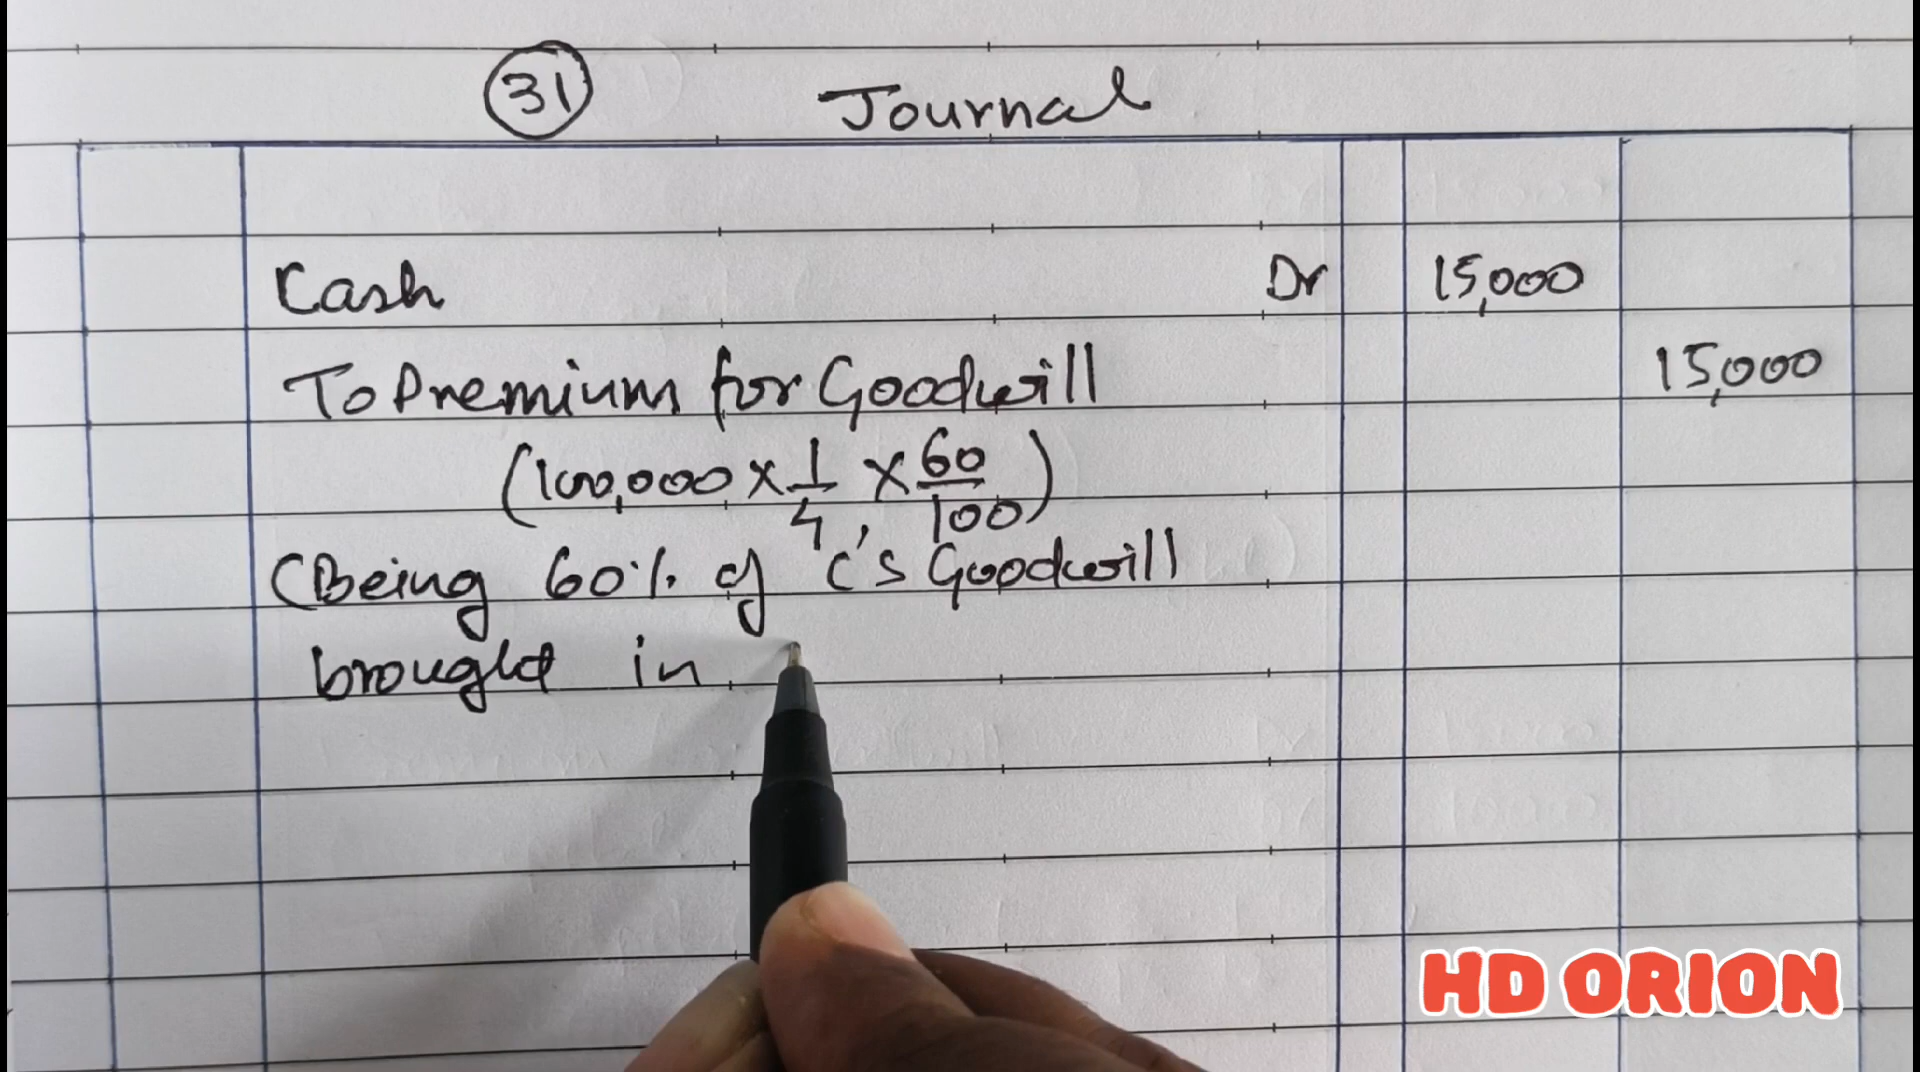 31 Journal
Cash Dr 15,000
To Premium for Goodwill 15,000
(100,000 × 1/4 × 60/100)
(Being 60% of C's Goodwill
brought in
HD ORION